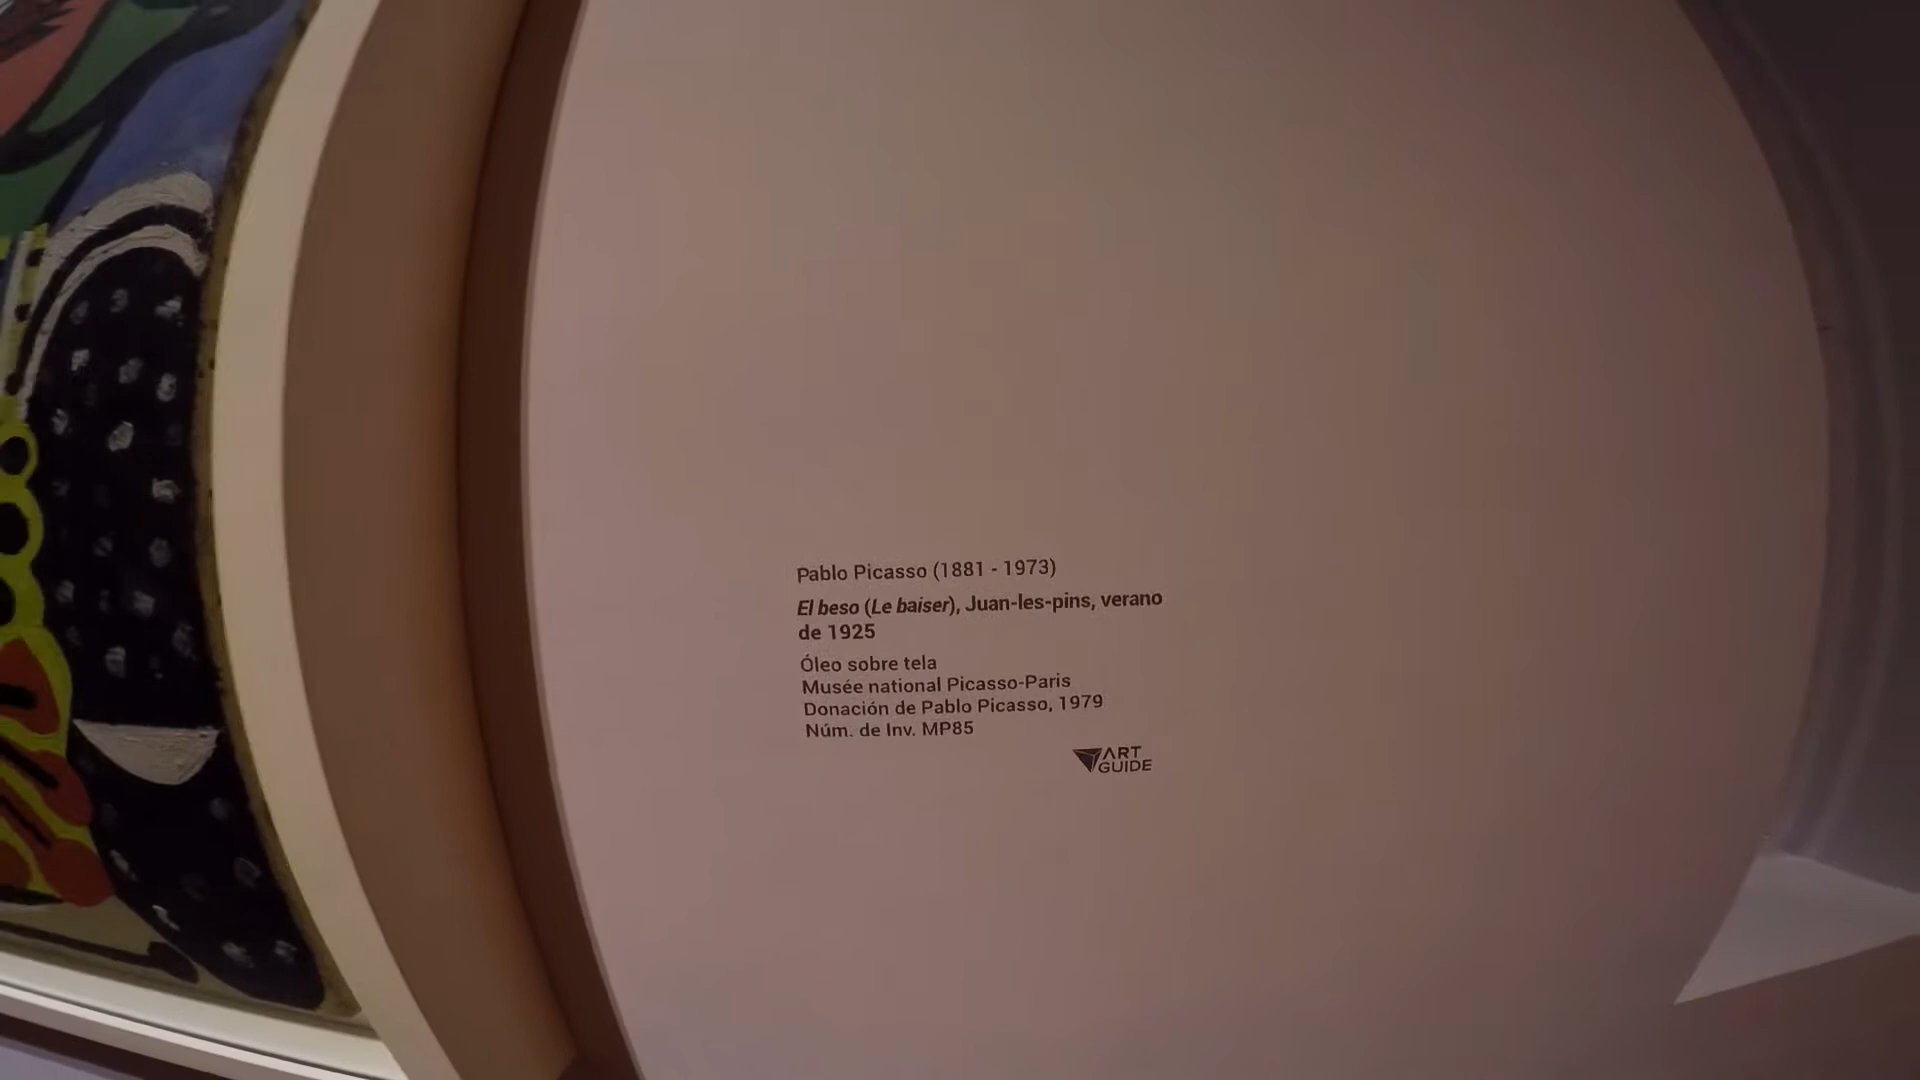 Pablo Picasso (1881 - 1973)
El beso (Le baiser), Juan-les-pins, verano
de 1925
Óleo sobre tela
Musée national Picasso-Paris
Donación de Pablo Picasso, 1979
Núm. de Inv. MP85
ART
GUIDE